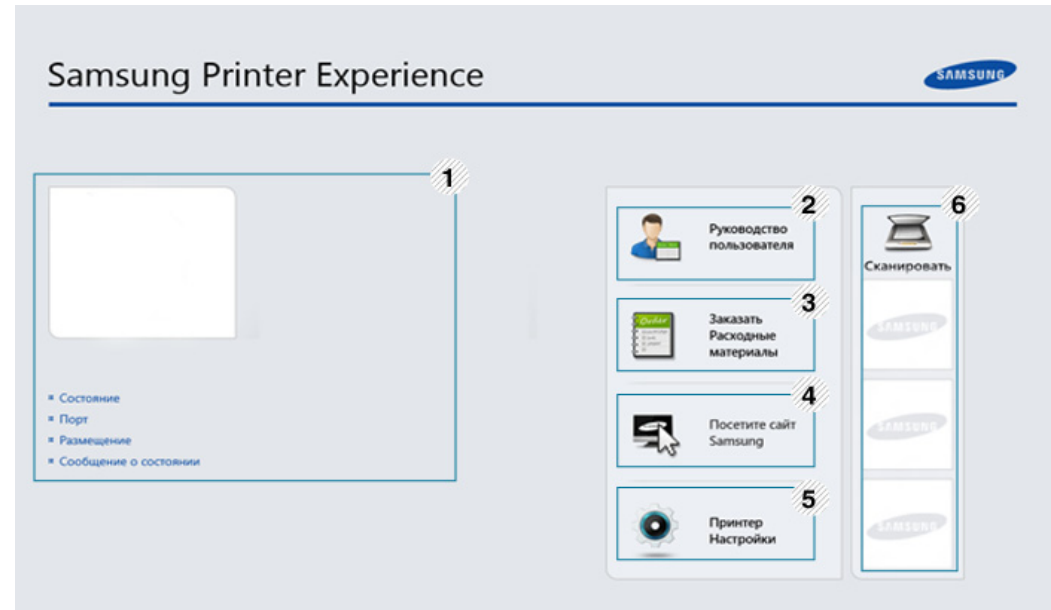 Samsung Printer Experience
SAMSUNG
1
Состояние
Порт
Размещение
Сообщение о состоянии
2
Руководство
пользователя
3
Order
Заказать
Расходные
материалы
4
Посетите сайт
Samsung
5
Принтер
Настройки
6
Сканировать
SAMSUNG
SAMSUNG
SAMSUNG